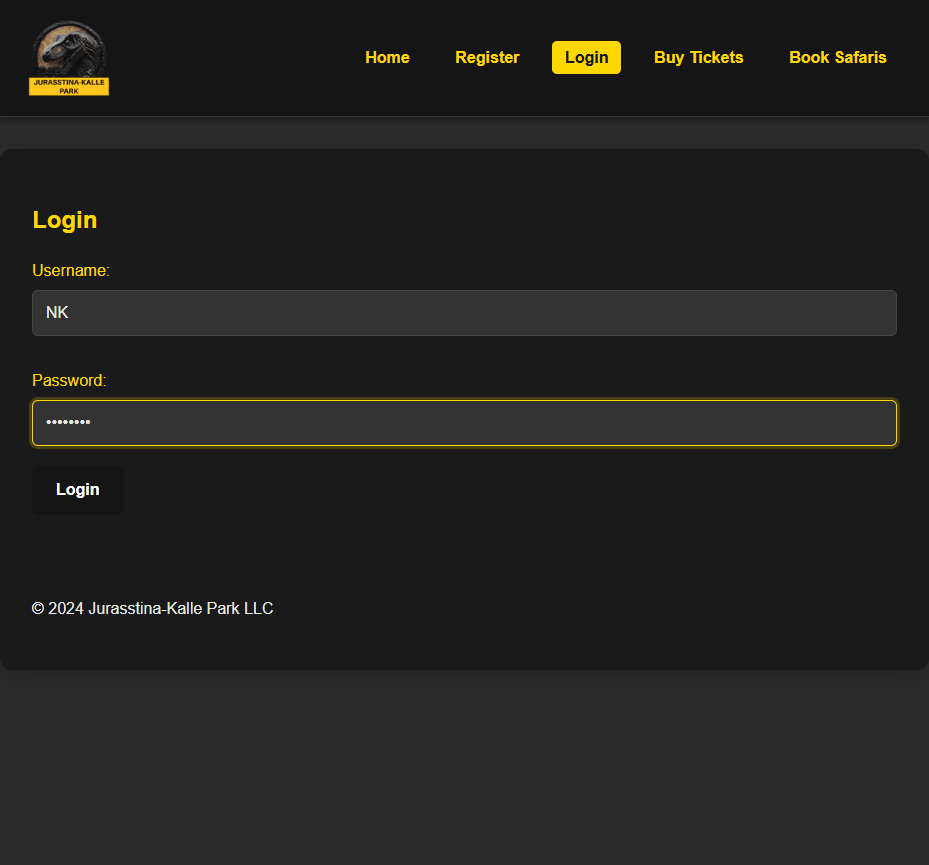 JURASSTINA-KALLE
PARK
Home
Register
Login
Buy Tickets
Book Safaris
Login
Username:
NK
Password:
••••••••
Login
© 2024 Jurasstina-Kalle Park LLC